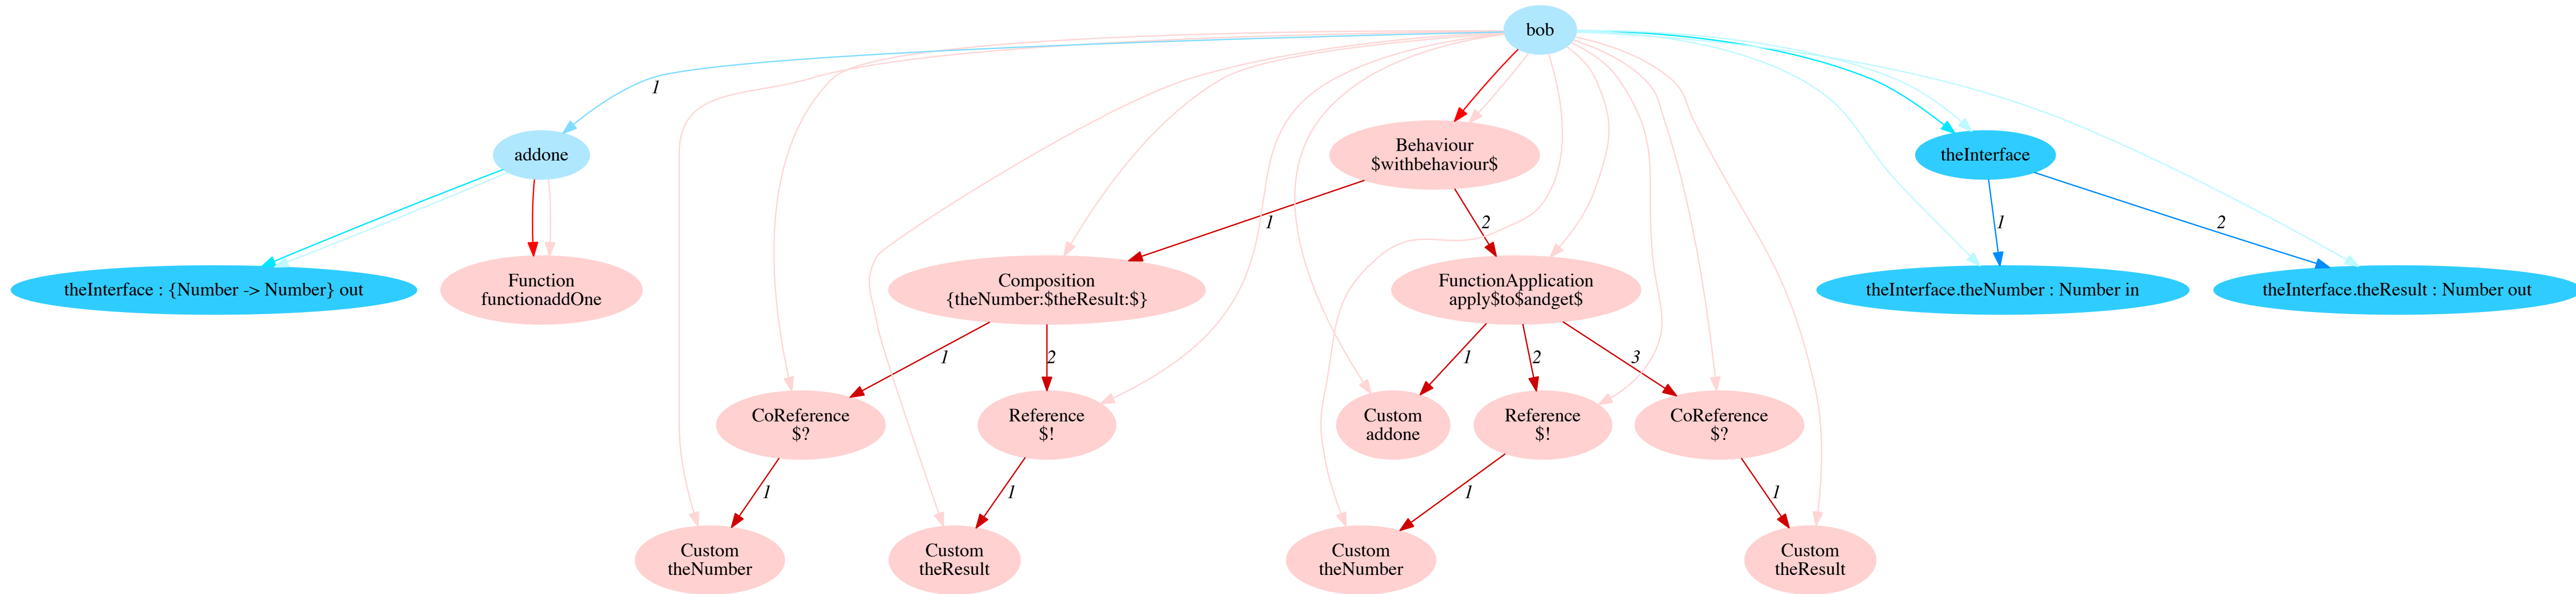 bob
1
addone
Behaviour
$withbehaviour$
theInterface
1
2
1
2
theInterface : {Number -> Number} out
Function
functionaddOne
Composition
{theNumber:$theResult:$}
FunctionApplication
apply$to$andget$
theInterface.theNumber : Number in
theInterface.theResult : Number out
1
2
1
2
3
CoReference
$?
Reference
$!
Custom
addone
Reference
$!
CoReference
$?
1
1
1
1
Custom
theNumber
Custom
theResult
Custom
theNumber
Custom
theResult